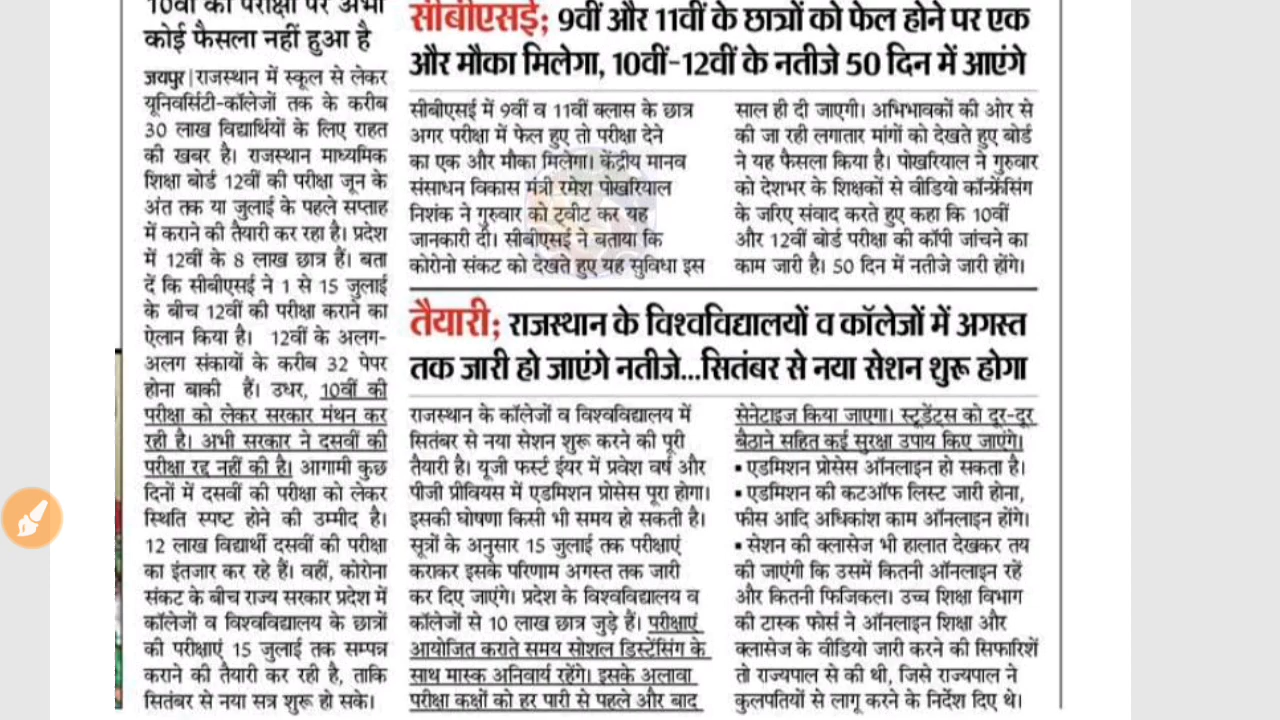 10वीं की परीक्षा पर अभी
कोई फैसला नहीं हुआ है
जयपुर | राजस्थान में स्कूल से लेकर
यूनिवर्सिटी-कॉलेजों तक के करीब
30 लाख विद्यार्थियों के लिए राहत
की खबर है। राजस्थान माध्यमिक
शिक्षा बोर्ड 12वीं की परीक्षा जून के
अंत तक या जुलाई के पहले सप्ताह
में कराने की तैयारी कर रहा है। प्रदेश
में 12वीं के 8 लाख छात्र हैं। बता
दें कि सीबीएसई ने 1 से 15 जुलाई
के बीच 12वीं की परीक्षा कराने का
ऐलान किया है। 12वीं के अलग-
अलग संकायों के करीब 32 पेपर
होना बाकी हैं। उधर, 10वीं की
परीक्षा को लेकर सरकार मंथन कर
रही है। अभी सरकार ने दसवीं की
परीक्षा रद्द नहीं की है। आगामी कुछ
दिनों में दसवीं की परीक्षा को लेकर
स्थिति स्पष्ट होने की उम्मीद है।
12 लाख विद्यार्थी दसवीं की परीक्षा
का इंतजार कर रहे हैं। वहीं, कोरोना
संकट के बीच राज्य सरकार प्रदेश में
कॉलेजों व विश्वविद्यालय के छात्रों
की परीक्षाएं 15 जुलाई तक सम्पन्न
कराने की तैयारी कर रही है, ताकि
सितंबर से नया सत्र शुरू हो सके।
सीबीएसई; 9वीं और 11वीं के छात्रों को फेल होने पर एक
और मौका मिलेगा, 10वीं-12वीं के नतीजे 50 दिन में आएंगे
सीबीएसई में 9वीं व 11वीं क्लास के छात्र
अगर परीक्षा में फेल हुए तो परीक्षा देने
का एक और मौका मिलेगा। केंद्रीय मानव
संसाधन विकास मंत्री रमेश पोखरियाल
निशंक ने गुरुवार को ट्वीट कर यह
जानकारी दी। सीबीएसई ने बताया कि
कोरोनो संकट को देखते हुए यह सुविधा इस
साल ही दी जाएगी। अभिभावकों की ओर से
की जा रही लगातार मांगों को देखते हुए बोर्ड
ने यह फैसला किया है। पोखरियाल ने गुरुवार
को देशभर के शिक्षकों से वीडियो कॉन्फ्रेंसिंग
के जरिए संवाद करते हुए कहा कि 10वीं
और 12वीं बोर्ड परीक्षा की कॉपी जांचने का
काम जारी है। 50 दिन में नतीजे जारी होंगे।
तैयारी; राजस्थान के विश्वविद्यालयों व कॉलेजों में अगस्त
तक जारी हो जाएंगे नतीजे...सितंबर से नया सेशन शुरू होगा
राजस्थान के कॉलेजों व विश्वविद्यालय में
सितंबर से नया सेशन शुरू करने की पूरी
तैयारी है। यूजी फर्स्ट ईयर में प्रवेश वर्ष और
पीजी प्रीवियस में एडमिशन प्रोसेस पूरा होगा।
इसकी घोषणा किसी भी समय हो सकती है।
सूत्रों के अनुसार 15 जुलाई तक परीक्षाएं
कराकर इसके परिणाम अगस्त तक जारी
कर दिए जाएंगे। प्रदेश के विश्वविद्यालय व
कॉलेजों से 10 लाख छात्र जुड़े हैं। परीक्षाएं
आयोजित कराते समय सोशल डिस्टेंसिंग के
साथ मास्क अनिवार्य रहेंगे। इसके अलावा
परीक्षा कक्षों को हर पारी से पहले और बाद
सेनेटाइज किया जाएगा। स्टूडेंट्स को दूर-दूर
बैठाने सहित कई सुरक्षा उपाय किए जाएंगे।
▪ एडमिशन प्रोसेस ऑनलाइन हो सकता है।
▪ एडमिशन की कटऑफ लिस्ट जारी होना,
फीस आदि अधिकांश काम ऑनलाइन होंगे।
▪ सेशन की क्लासेज भी हालात देखकर तय
की जाएंगी कि उसमें कितनी ऑनलाइन रहें
और कितनी फिजिकल। उच्च शिक्षा विभाग
की टास्क फोर्स ने ऑनलाइन शिक्षा और
क्लासेज के वीडियो जारी करने की सिफारिशें
तो राज्यपाल से की थी, जिसे राज्यपाल ने
कुलपतियों से लागू करने के निर्देश दिए थे।